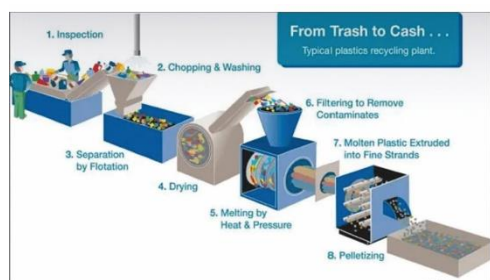 From Trash to Cash . . .
Typical plastics recycling plant.
1. Inspection
2. Chopping & Washing
3. Separation
by Flotation
4. Drying
5. Melting by
Heat & Pressure
6. Filtering to Remove
Contaminates
7. Molten Plastic Extruded
into Fine Strands
8. Pelletizing